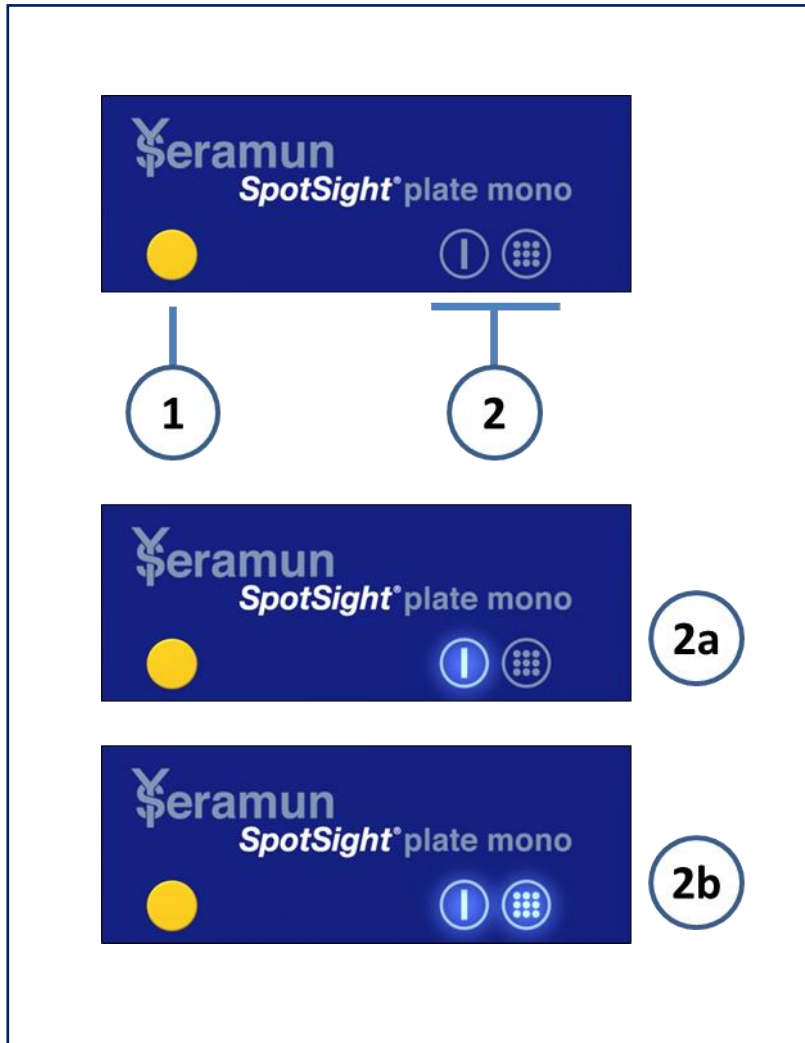 Seramun
SpotSight® plate mono
1
2
Seramun
SpotSight® plate mono
2a
Seramun
SpotSight® plate mono
2b